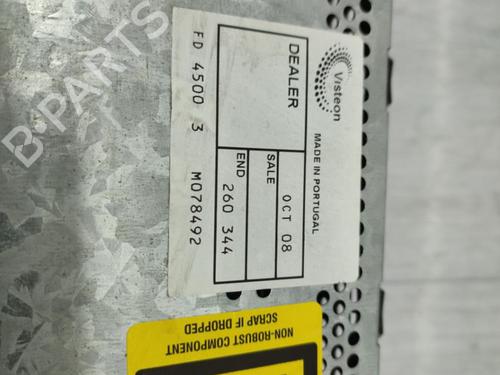 Visteon
MADE IN PORTUGAL
DEALER
OCT 08
SALE
END
260 344
FD 4500 3
M078492
NON-ROBUST COMPONENT
SCRAP IF DROPPED
B-PARTS